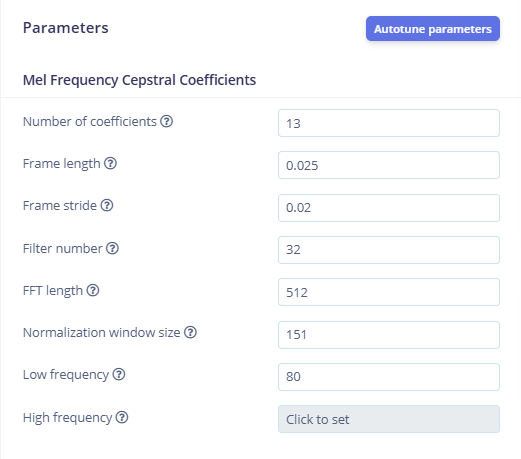 Parameters
Autotune parameters
Mel Frequency Cepstral Coefficients
Number of coefficients ? 13
Frame length ? 0.025
Frame stride ? 0.02
Filter number ? 32
FFT length ? 512
Normalization window size ? 151
Low frequency ? 80
High frequency ? Click to set